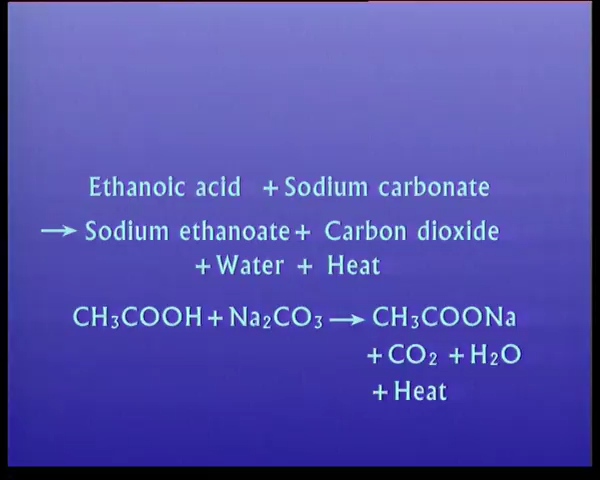 Ethanoic acid + Sodium carbonate
→ Sodium ethanoate + Carbon dioxide
+ Water + Heat
CH₃COOH + Na₂CO₃ → CH₃COONa
+ CO₂ + H₂O
+ Heat